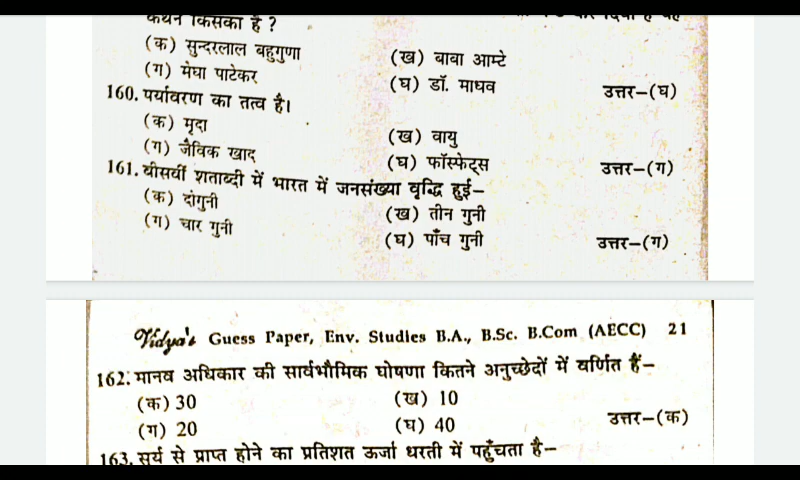 कथन किसका है ?
(क) सुन्दरलाल बहुगुणा (ख) बाबा आम्टे
(ग) मेघा पाटेकर (घ) डॉ. माधव उत्तर–(घ)
160. पर्यावरण का तत्व है।
(क) मृदा (ख) वायु
(ग) जैविक खाद (घ) फॉस्फेट्स उत्तर–(ग)
161. बीसवीं शताब्दी में भारत में जनसंख्या वृद्धि हुई–
(क) दांगुनी (ख) तीन गुनी
(ग) चार गुनी (घ) पाँच गुनी उत्तर–(ग)
Vidya's Guess Paper, Env. Studies B.A., B.Sc. B.Com (AECC) 21
162. मानव अधिकार की सार्वभौमिक घोषणा कितने अनुच्छेदों में वर्णित हैं–
(क) 30 (ख) 10
(ग) 20 (घ) 40 उत्तर–(क)
163. सूर्य से प्राप्त होने का प्रतिशत ऊर्जा धरती में पहुँचता है–